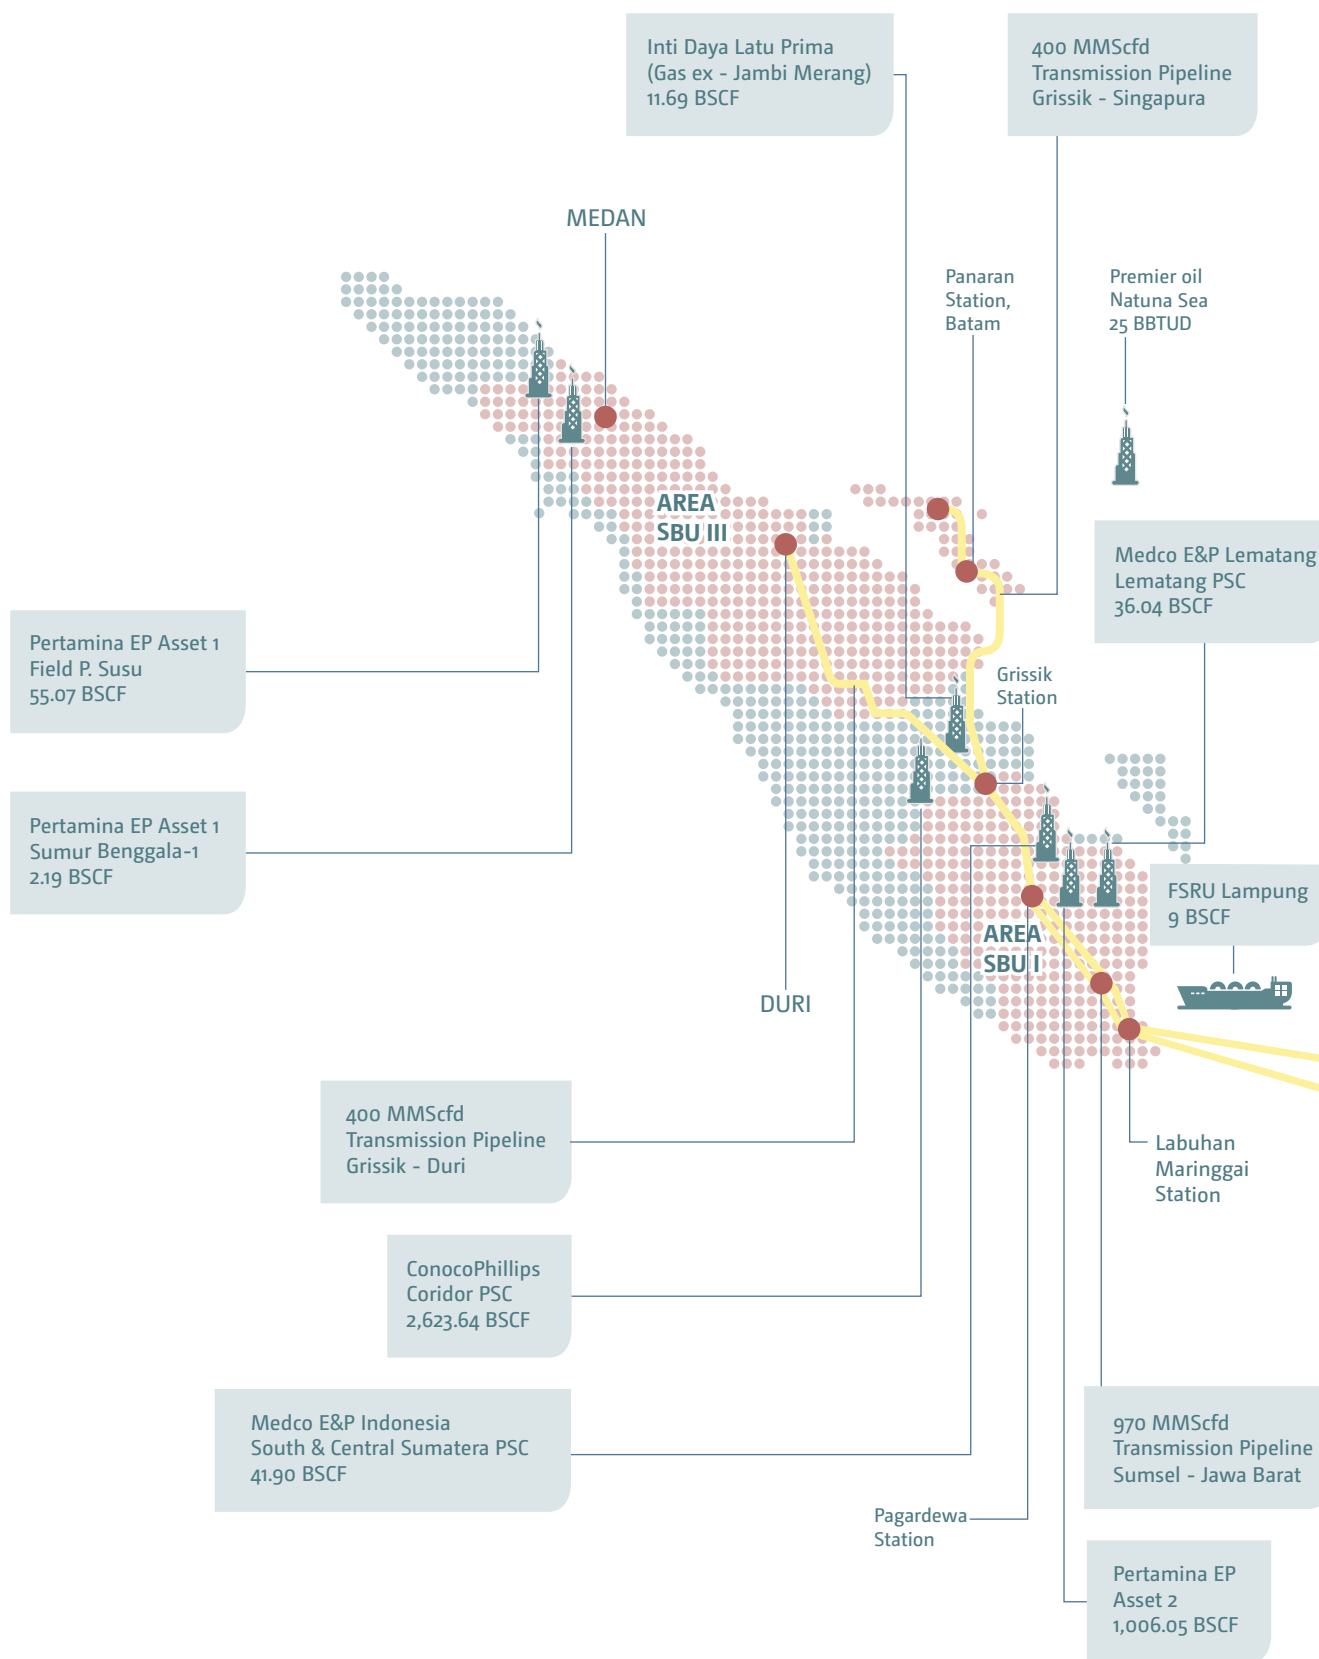 Inti Daya Latu Prima
(Gas ex - Jambi Merang)
11.69 BSCF
400 MMScfd
Transmission Pipeline
Grissik - Singapura
MEDAN
Panaran
Station,
Batam
Premier oil
Natuna Sea
25 BBTUD
AREA
SBU III
Medco E&P Lematang
Lematang PSC
36.04 BSCF
Pertamina EP Asset 1
Field P. Susu
55.07 BSCF
Grissik
Station
Pertamina EP Asset 1
Sumur Benggala-1
2.19 BSCF
FSRU Lampung
9 BSCF
AREA
SBU I
DURI
400 MMScfd
Transmission Pipeline
Grissik - Duri
Labuhan
Maringgai
Station
ConocoPhillips
Coridor PSC
2,623.64 BSCF
Medco E&P Indonesia
South & Central Sumatera PSC
41.90 BSCF
970 MMScfd
Transmission Pipeline
Sumsel - Jawa Barat
Pagardewa
Station
Pertamina EP
Asset 2
1,006.05 BSCF